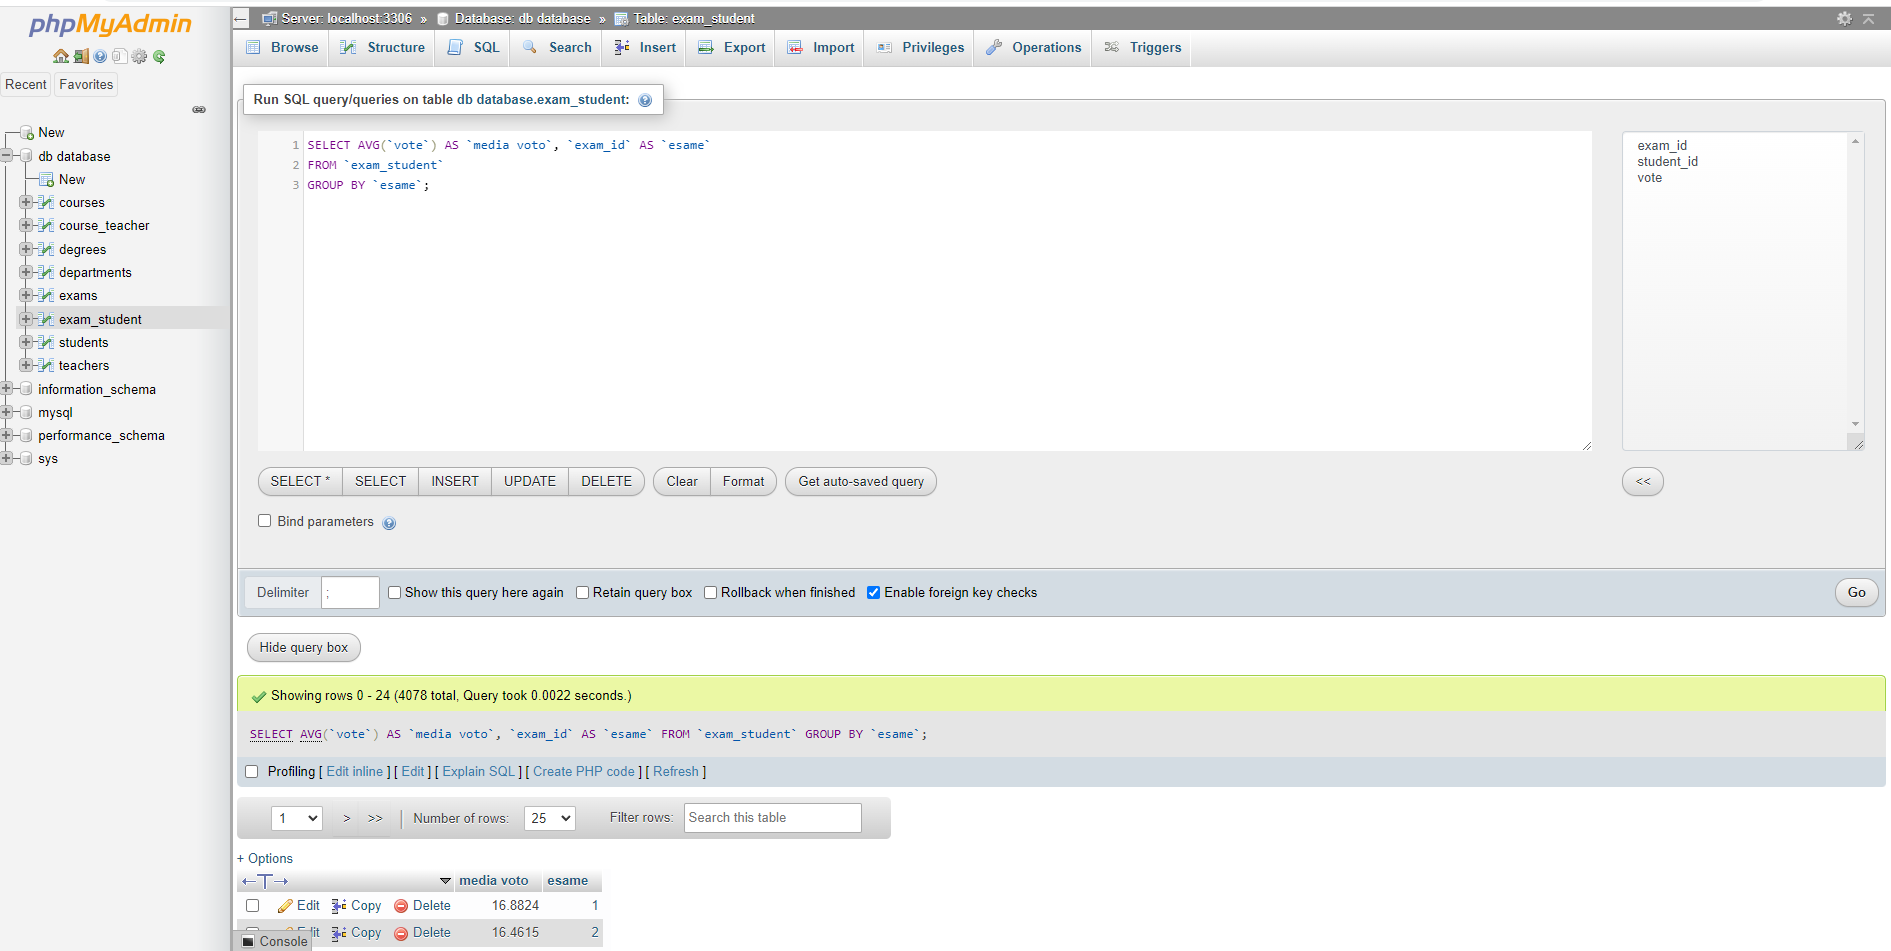 phpMyAdmin
Recent
Favorites
New
db database
New
courses
course_teacher
degrees
departments
exams
exam_student
students
teachers
information_schema
mysql
performance_schema
sys
Server: localhost:3306 » Database: db database » Table: exam_student
Browse Structure SQL Search Insert Export Import Privileges Operations Triggers
Run SQL query/queries on table db database.exam_student:
1 SELECT AVG(`vote`) AS `media voto`, `exam_id` AS `esame`
2 FROM `exam_student`
3 GROUP BY `esame`;
exam_id
student_id
vote
SELECT * SELECT INSERT UPDATE DELETE Clear Format Get auto-saved query <<
Bind parameters
Delimiter ; Show this query here again Retain query box Rollback when finished Enable foreign key checks Go
Hide query box
Showing rows 0 - 24 (4078 total, Query took 0.0022 seconds.)
SELECT AVG(`vote`) AS `media voto`, `exam_id` AS `esame` FROM `exam_student` GROUP BY `esame`;
Profiling [ Edit inline ] [ Edit ] [ Explain SQL ] [ Create PHP code ] [ Refresh ]
1 > >> | Number of rows: 25 Filter rows: Search this table
+ Options
←T→ media voto esame
Edit Copy Delete 16.8824 1
Edit Copy Delete 16.4615 2
Console